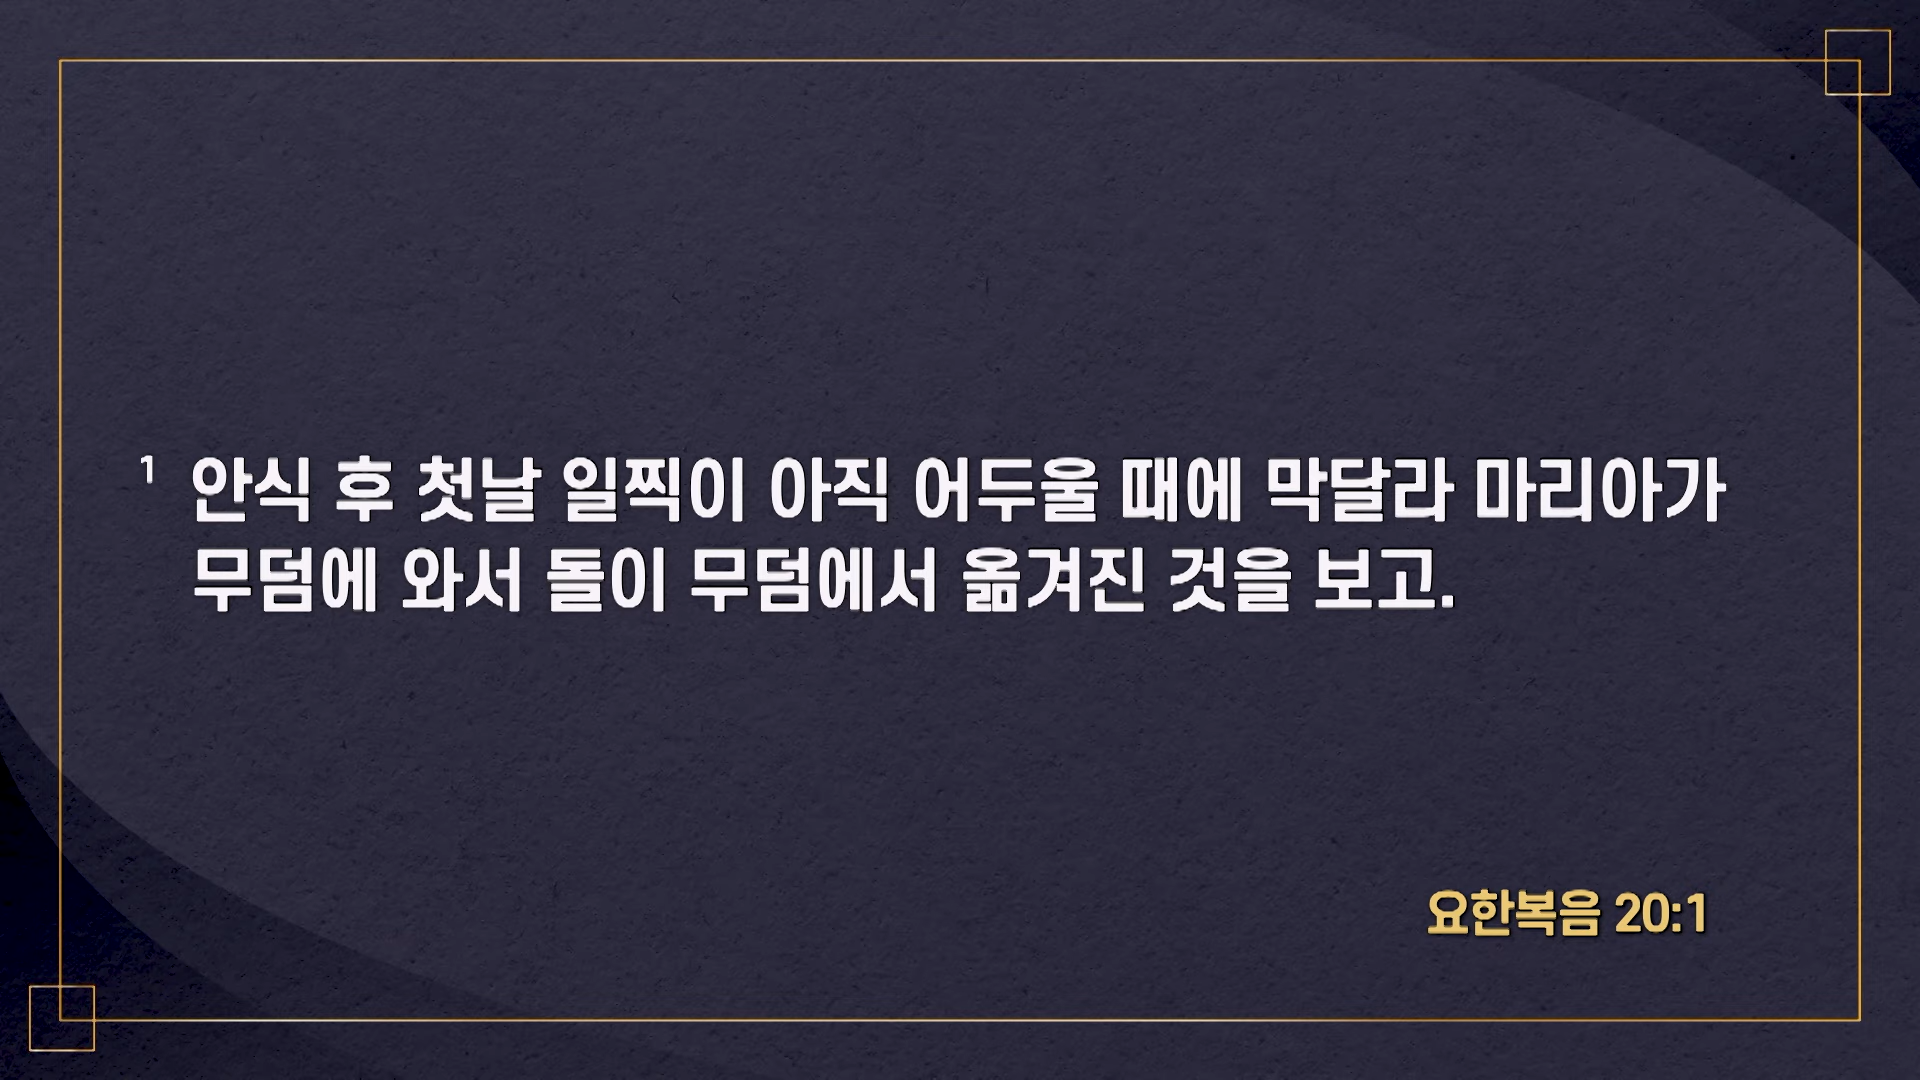 1 안식 후 첫날 일찍이 아직 어두울 때에 막달라 마리아가
무덤에 와서 돌이 무덤에서 옮겨진 것을 보고.
요한복음 20:1